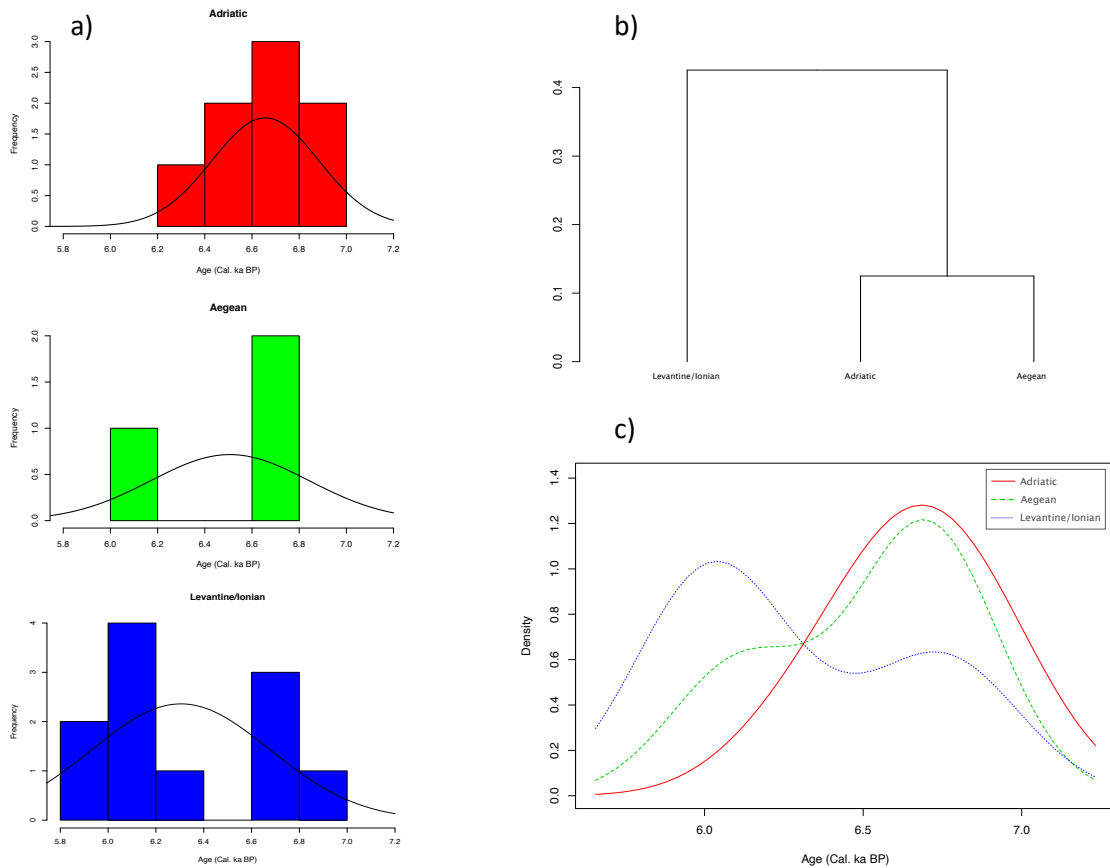 a)
Adriatic
Frequency
3.0
2.5
2.0
1.5
1.0
0.5
0.0
5.8 6.0 6.2 6.4 6.6 6.8 7.0 7.2
Age (Cal. ka BP)
Aegean
Frequency
2.0
1.5
1.0
0.5
0.0
5.8 6.0 6.2 6.4 6.6 6.8 7.0 7.2
Age (Cal. ka BP)
Levantine/Ionian
Frequency
4
3
2
1
0
5.8 6.0 6.2 6.4 6.6 6.8 7.0 7.2
Age (Cal. ka BP)
b)
0.4
0.3
0.2
0.1
0.0
Levantine/Ionian Adriatic Aegean
c)
Density
1.4
1.2
1.0
0.8
0.6
0.4
0.2
0.0
Adriatic
Aegean
Levantine/Ionian
6.0 6.5 7.0
Age (Cal. ka BP)